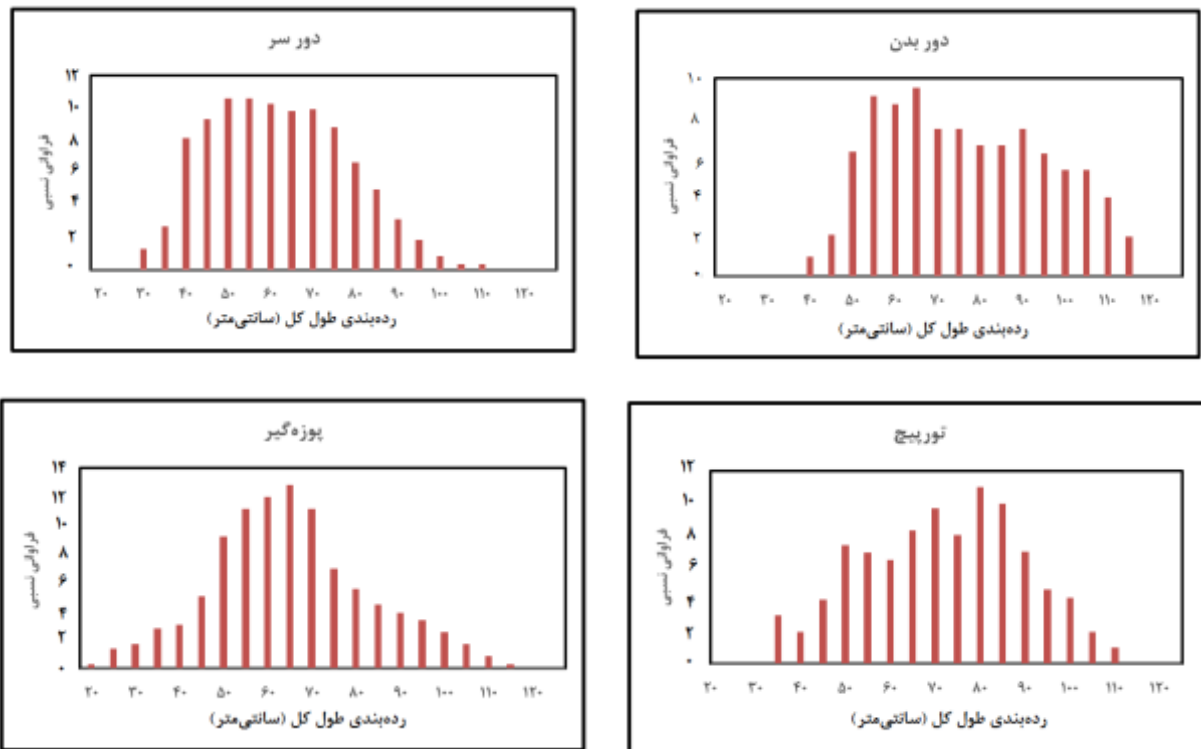 دور بدن
۱۰
۸
۶
۴
۲
۰
فراوانی نسبی
۲۰ ۳۰ ۴۰ ۵۰ ۶۰ ۷۰ ۸۰ ۹۰ ۱۰۰ ۱۱۰ ۱۲۰
رده‌بندی طول کل (سانتی‌متر)
دور سر
۱۲
۱۰
۸
۶
۴
۲
۰
فراوانی نسبی
۲۰ ۳۰ ۴۰ ۵۰ ۶۰ ۷۰ ۸۰ ۹۰ ۱۰۰ ۱۱۰ ۱۲۰
رده‌بندی طول کل (سانتی‌متر)
تورپیچ
۱۲
۱۰
۸
۶
۴
۲
۰
فراوانی نسبی
۲۰ ۳۰ ۴۰ ۵۰ ۶۰ ۷۰ ۸۰ ۹۰ ۱۰۰ ۱۱۰ ۱۲۰
رده‌بندی طول کل (سانتی‌متر)
پوزه‌گیر
۱۴
۱۲
۱۰
۸
۶
۴
۲
۰
فراوانی نسبی
۲۰ ۳۰ ۴۰ ۵۰ ۶۰ ۷۰ ۸۰ ۹۰ ۱۰۰ ۱۱۰ ۱۲۰
رده‌بندی طول کل (سانتی‌متر)